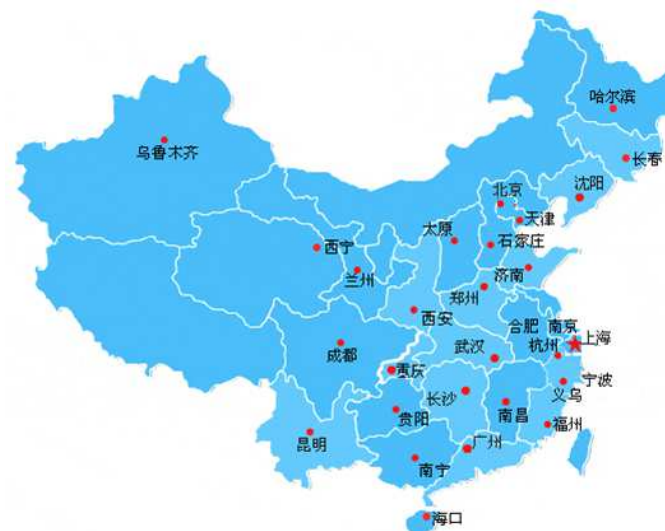 哈尔滨
乌鲁木齐
长春
北京
沈阳
天津
太原
石家庄
西宁
济南
兰州
郑州
西安
合肥 南京
上海
武汉
杭州
成都
重庆
宁波
义乌
长沙
南昌
贵阳
福州
昆明
广州
南宁
海口